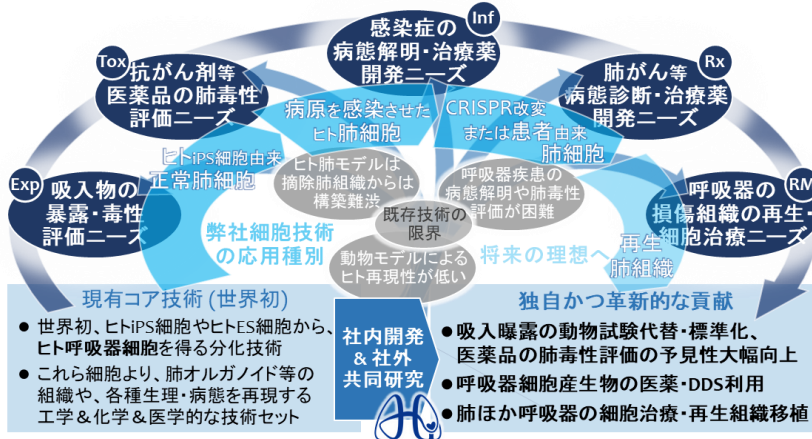 Inf
感染症の
病態解明・治療薬
開発ニーズ
Tox
抗がん剤等
医薬品の肺毒性
評価ニーズ
Rx
肺がん等
病態診断・治療薬
開発ニーズ
Exp
吸入物の
暴露・毒性
評価ニーズ
RM
呼吸器の
損傷組織の再生・
細胞治療ニーズ
ヒトiPS細胞由来
正常肺細胞
病原を感染させた
ヒト肺細胞
CRISPR改変
または患者由来
肺細胞
再生
肺組織
ヒト肺モデルは
摘除肺組織からは
構築難渋
呼吸器疾患の
病態解明や肺毒性
評価が困難
既存技術の
限界
動物モデルによる
ヒト再現性が低い
弊社細胞技術
の応用種別
将来の理想へ
現有コア技術 (世界初)
● 世界初、ヒトiPS細胞やヒトES細胞から、
ヒト呼吸器細胞を得る分化技術
● これら細胞より、肺オルガノイド等の
組織や、各種生理・病態を再現する
工学&化学&医学的な技術セット
社内開発
&社外
共同研究
独自かつ革新的な貢献
● 吸入曝露の動物試験代替・標準化、
医薬品の肺毒性評価の予見性大幅向上
● 呼吸器細胞産生物の医薬・DDS利用
● 肺ほか呼吸器の細胞治療・再生組織移植